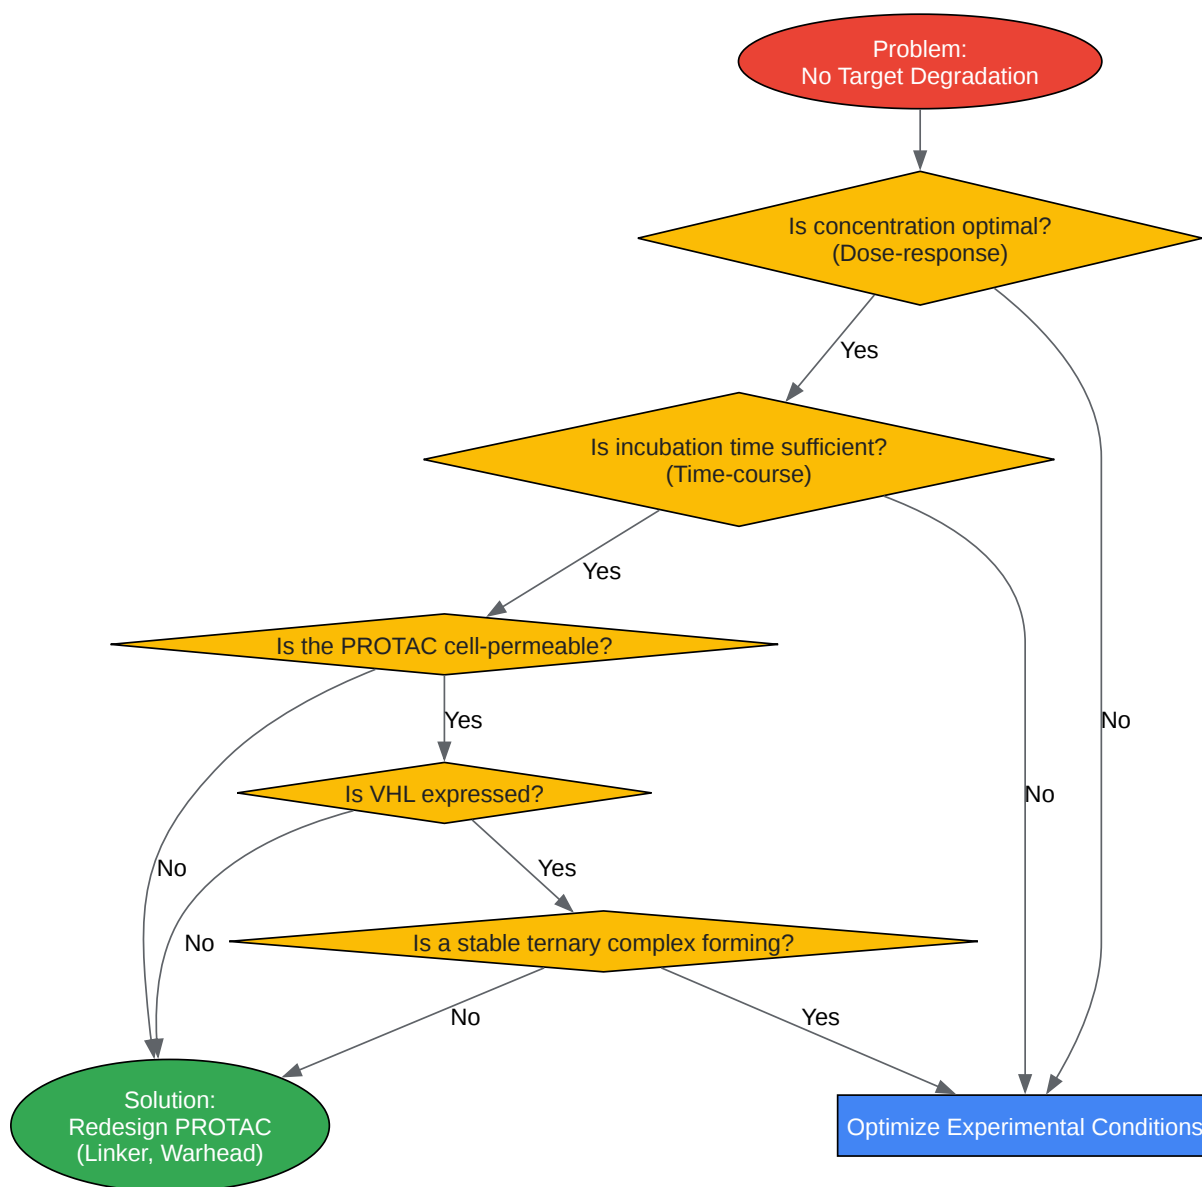 Problem:
No Target Degradation
Is concentration optimal?
(Dose-response)
Yes
Is incubation time sufficient?
(Time-course)
Yes
Is the PROTAC cell-permeable?
Yes
No
Is VHL expressed?
No
No
Yes
No
Is a stable ternary complex forming?
No
Yes
Solution:
Redesign PROTAC
(Linker, Warhead)
Optimize Experimental Conditions